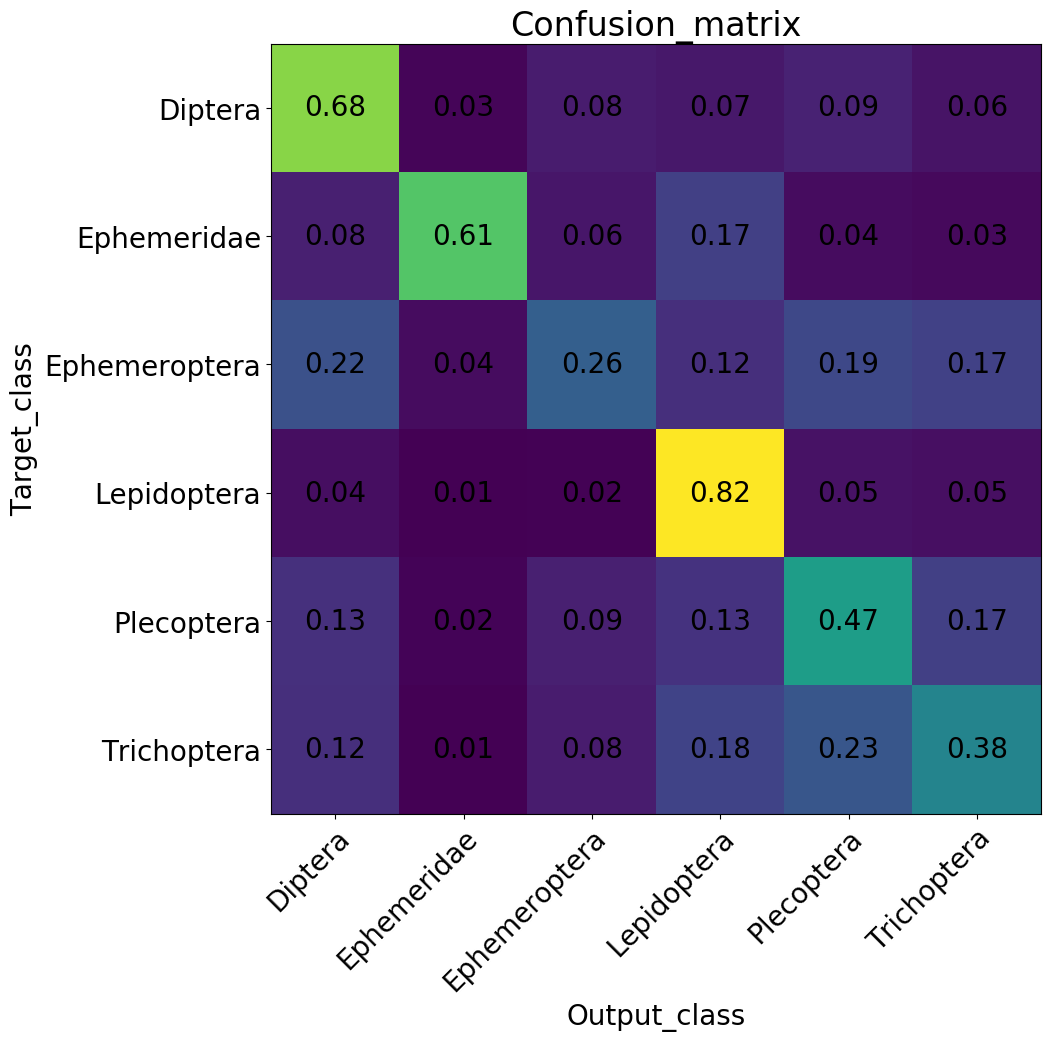 Confusion_matrix
Diptera 0.68 0.03 0.08 0.07 0.09 0.06
Ephemeridae 0.08 0.61 0.06 0.17 0.04 0.03
Ephemeroptera 0.22 0.04 0.26 0.12 0.19 0.17
Lepidoptera 0.04 0.01 0.02 0.82 0.05 0.05
Plecoptera 0.13 0.02 0.09 0.13 0.47 0.17
Trichoptera 0.12 0.01 0.08 0.18 0.23 0.38
Target_class
Diptera Ephemeridae Ephemeroptera Lepidoptera Plecoptera Trichoptera
Output_class